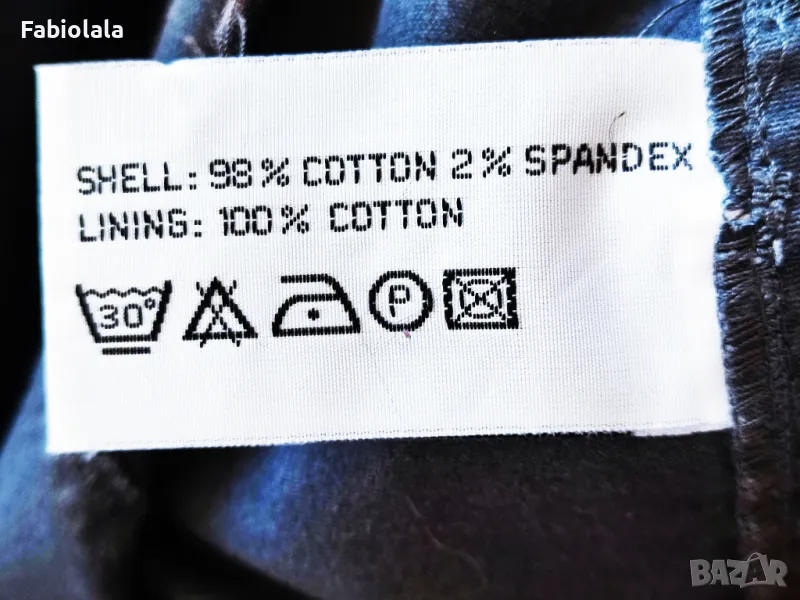 Fabiolala
SHELL: 98% COTTON 2% SPANDEX
LINING: 100% COTTON
30° P
BAZAR